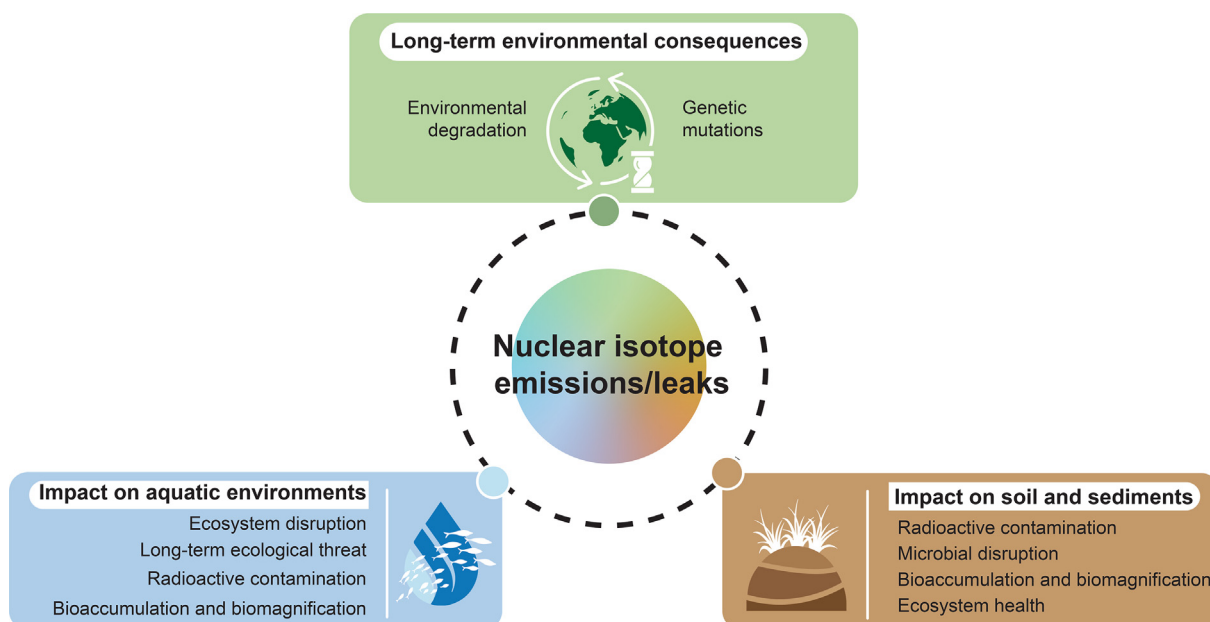 Long-term environmental consequences
Environmental
degradation
Genetic
mutations
Nuclear isotope
emissions/leaks
Impact on aquatic environments
Ecosystem disruption
Long-term ecological threat
Radioactive contamination
Bioaccumulation and biomagnification
Impact on soil and sediments
Radioactive contamination
Microbial disruption
Bioaccumulation and biomagnification
Ecosystem health